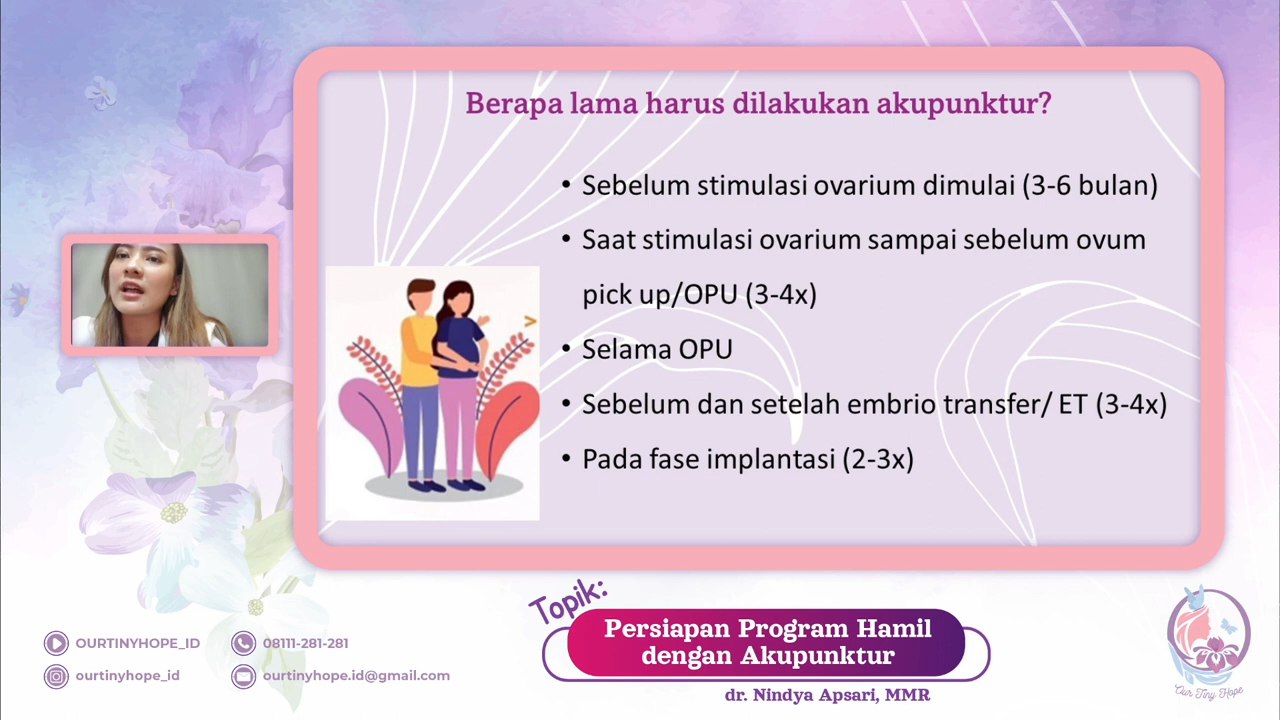 Berapa lama harus dilakukan akupunktur?
• Sebelum stimulasi ovarium dimulai (3-6 bulan)
• Saat stimulasi ovarium sampai sebelum ovum
pick up/OPU (3-4x)
• Selama OPU
• Sebelum dan setelah embrio transfer/ ET (3-4x)
• Pada fase implantasi (2-3x)
Topik:
Persiapan Program Hamil
dengan Akupunktur
dr. Nindya Apsari, MMR
OURTINYHOPE_ID
08111-281-281
ourtinyhope_id
ourtinyhope.id@gmail.com
Our Tiny Hope